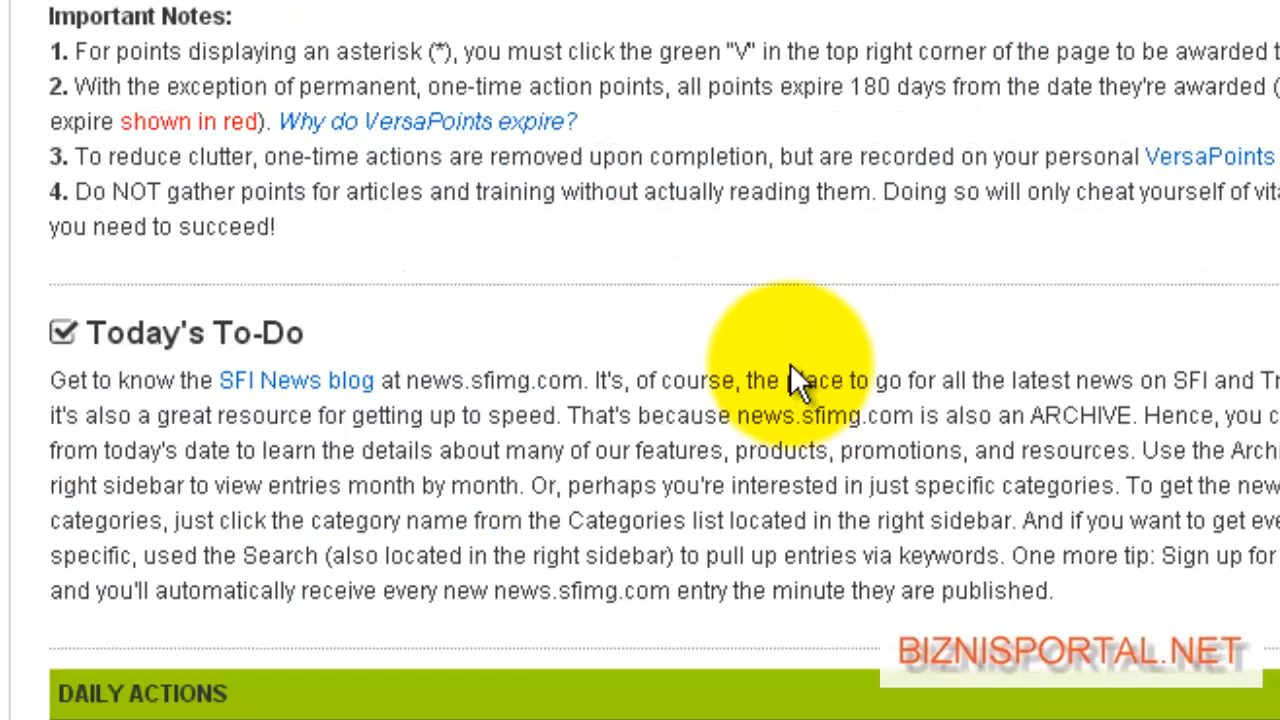 Important Notes:
1. For points displaying an asterisk (*), you must click the green "V" in the top right corner of the page to be awarded
2. With the exception of permanent, one-time action points, all points expire 180 days from the date they're awarded (
expire shown in red). Why do VersaPoints expire?
3. To reduce clutter, one-time actions are removed upon completion, but are recorded on your personal VersaPoints
4. Do NOT gather points for articles and training without actually reading them. Doing so will only cheat yourself of
you need to succeed!
Today's To-Do
Get to know the SFI News blog at news.sfimg.com. It's, of course, the place to go for all the latest news on SFI and
it's also a great resource for getting up to speed. That's because news.sfimg.com is also an ARCHIVE. Hence, you
from today's date to learn the details about many of our features, products, promotions, and resources. Use the
right sidebar to view entries month by month. Or, perhaps you're interested in just specific categories. To get the
categories, just click the category name from the Categories list located in the right sidebar. And if you want to get
specific, used the Search (also located in the right sidebar) to pull up entries via keywords. One more tip: Sign up for
and you'll automatically receive every new news.sfimg.com entry the minute they are published.
BIZNISPORTAL.NET
DAILY ACTIONS